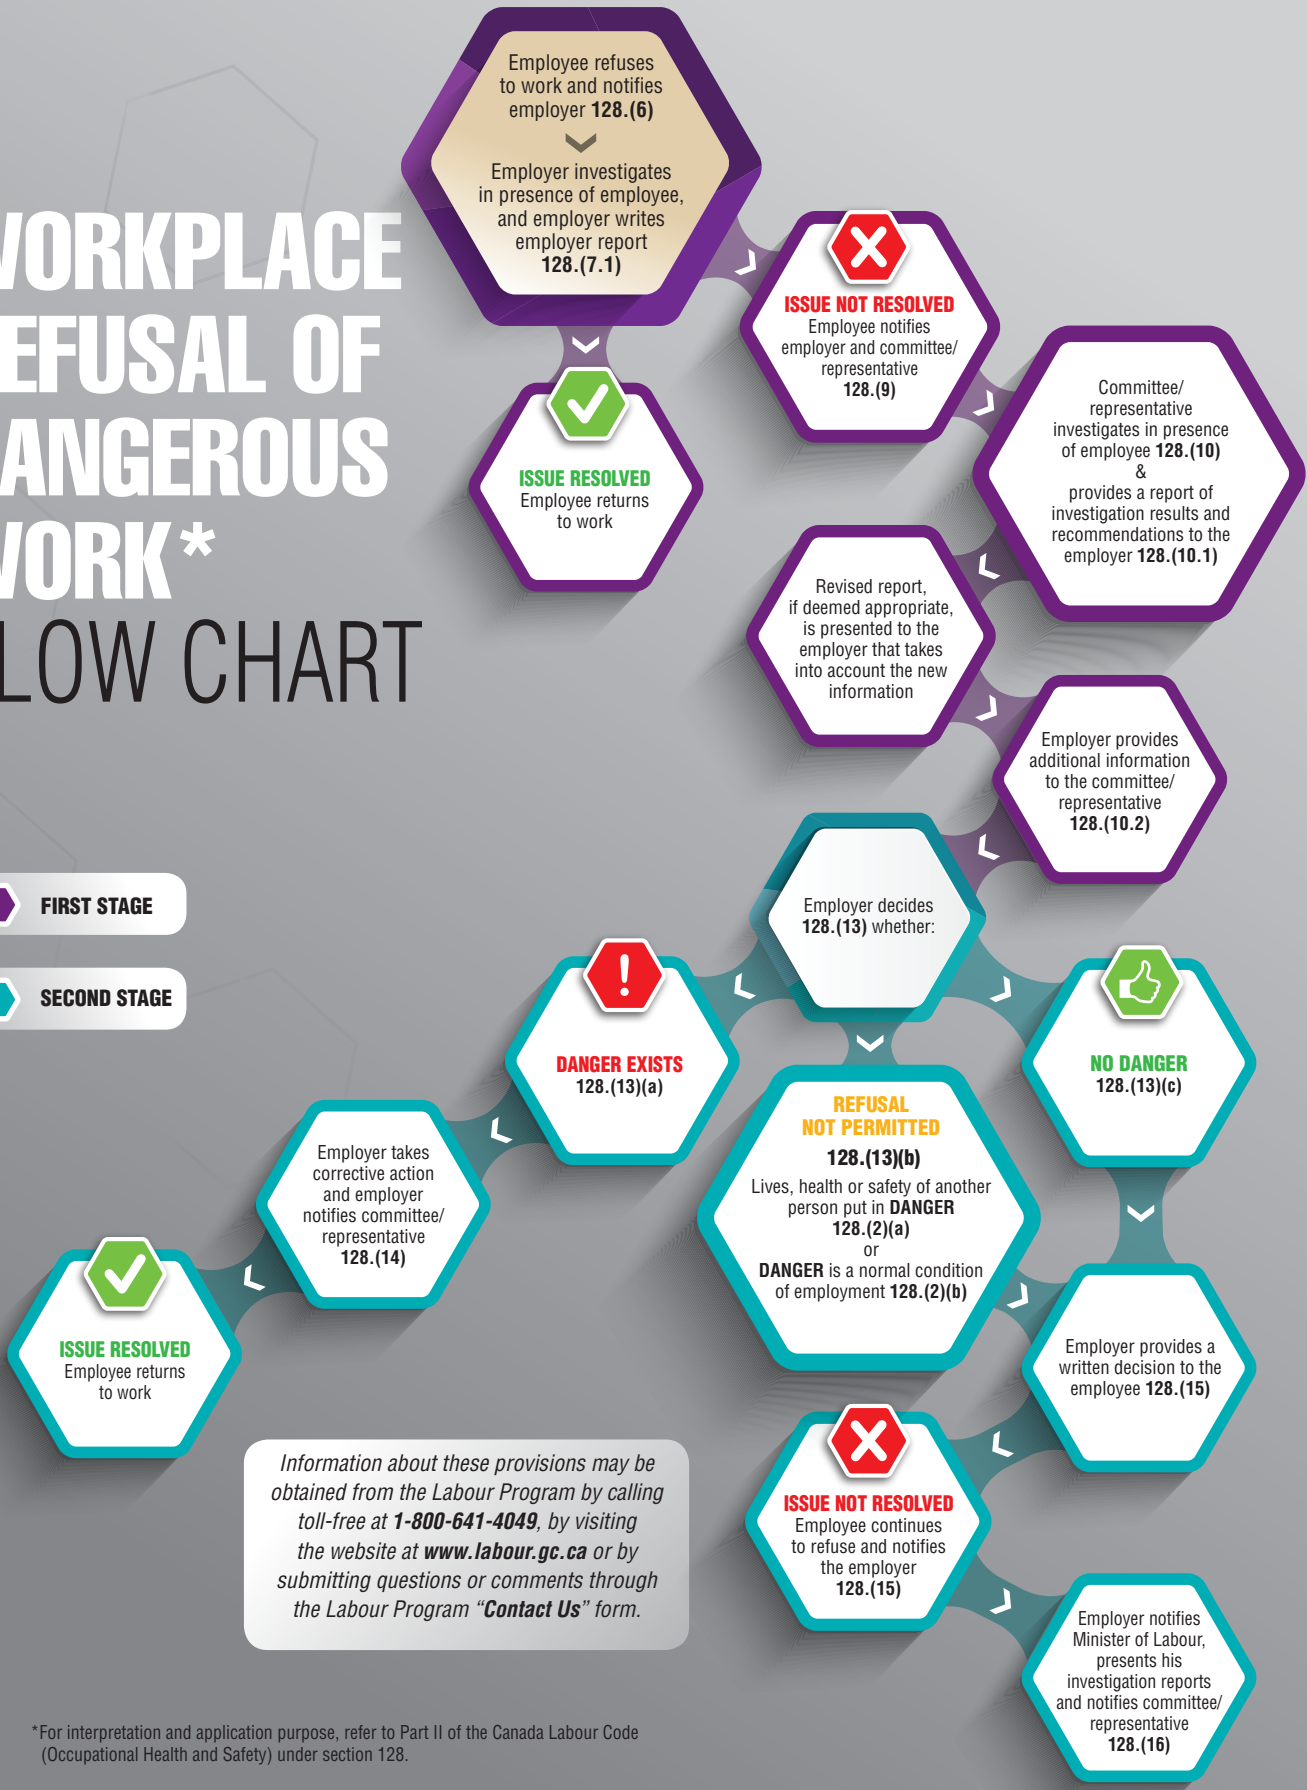 Employee refuses
to work and notifies
employer 128.(6)
Employer investigates
in presence of employee,
and employer writes
employer report
128.(7.1)
WORKPLACE
EFUSAL OF
ANGEROUS
WORK*
LOW CHART
ISSUE NOT RESOLVED
Employee notifies
employer and committee/
representative
128.(9)
ISSUE RESOLVED
Employee returns
to work
Committee/
representative
investigates in presence
of employee 128.(10)
&
provides a report of
investigation results and
recommendations to the
employer 128.(10.1)
Revised report,
if deemed appropriate,
is presented to the
employer that takes
into account the new
information
Employer provides
additional information
to the committee/
representative
128.(10.2)
FIRST STAGE
SECOND STAGE
Employer decides
128.(13) whether:
DANGER EXISTS
128.(13)(a)
NO DANGER
128.(13)(c)
REFUSAL
NOT PERMITTED
128.(13)(b)
Lives, health or safety of another
person put in DANGER
128.(2)(a)
or
DANGER is a normal condition
of employment 128.(2)(b)
Employer takes
corrective action
and employer
notifies committee/
representative
128.(14)
ISSUE RESOLVED
Employee returns
to work
Employer provides a
written decision to the
employee 128.(15)
ISSUE NOT RESOLVED
Employee continues
to refuse and notifies
the employer
128.(15)
Employer notifies
Minister of Labour,
presents his
investigation reports
and notifies committee/
representative
128.(16)
Information about these provisions may be
obtained from the Labour Program by calling
toll-free at 1-800-641-4049, by visiting
the website at www.labour.gc.ca or by
submitting questions or comments through
the Labour Program “Contact Us” form.
*For interpretation and application purpose, refer to Part II of the Canada Labour Code
(Occupational Health and Safety) under section 128.